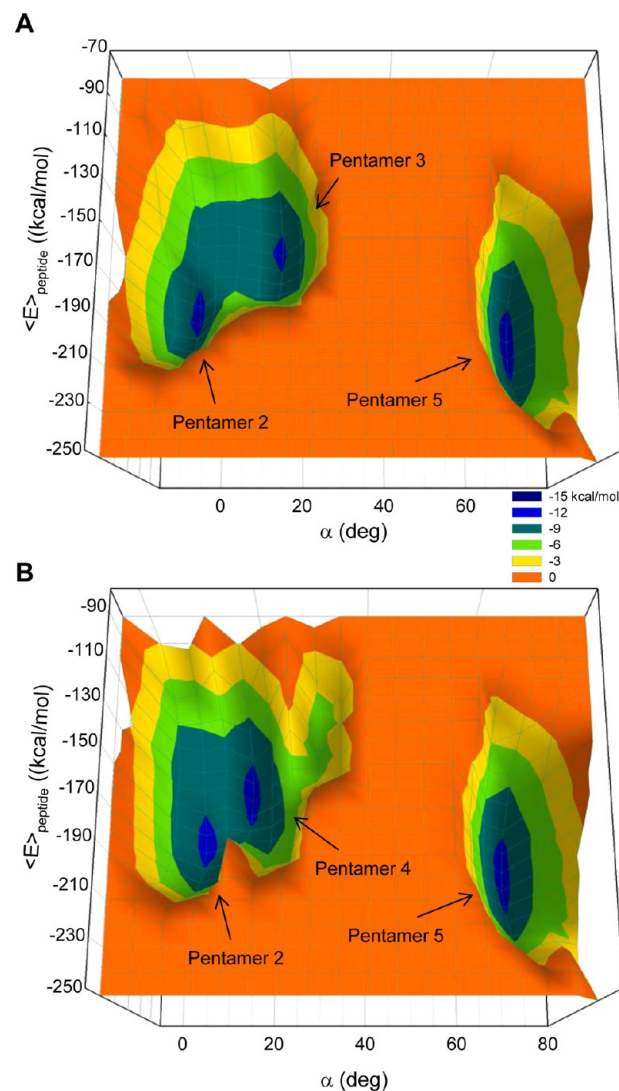 A
-70
-90
-110
-130
-150
-170
-190
-210
-230
-250
<E>peptide ((kcal/mol)
Pentamer 3
Pentamer 2
Pentamer 5
0 20 40 60
α (deg)
-15 kcal/mol
-12
-9
-6
-3
0
B
-90
-110
-130
-150
-170
-190
-210
-230
-250
<E>peptide ((kcal/mol)
Pentamer 4
Pentamer 2
Pentamer 5
0 20 40 60 80
α (deg)